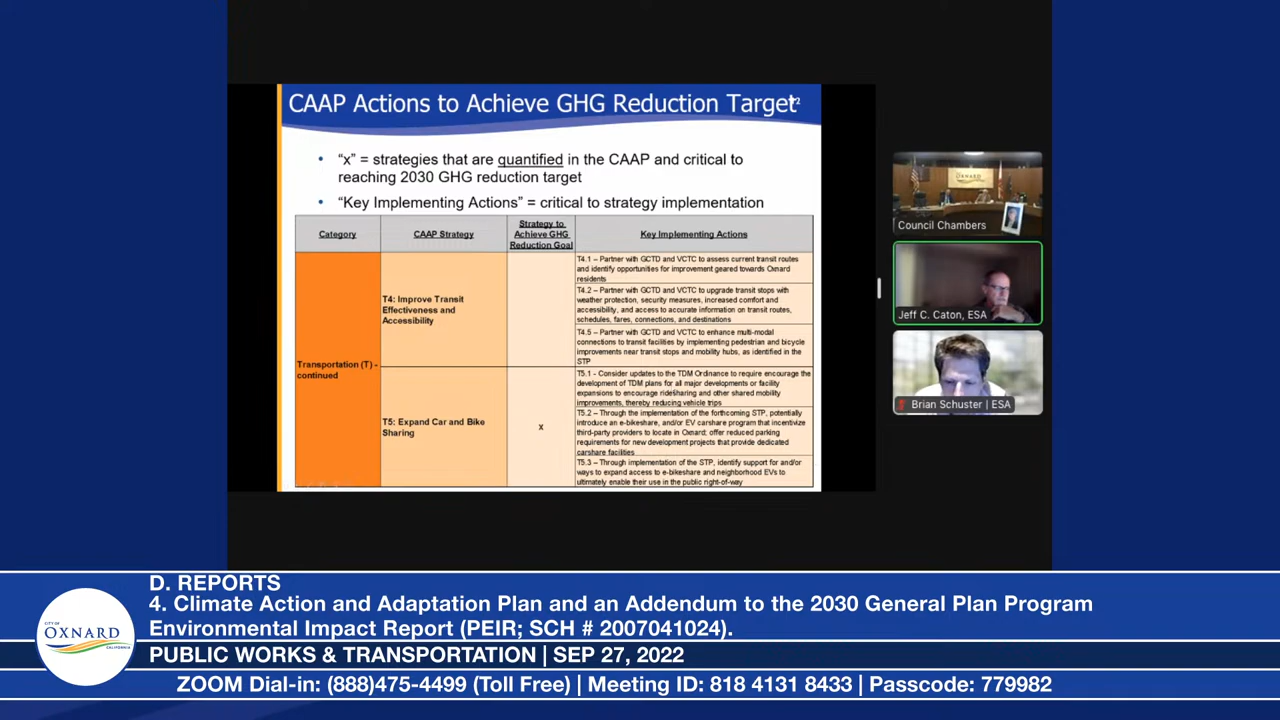 CAAP Actions to Achieve GHG Reduction Target
• "x" = strategies that are quantified in the CAAP and critical to
reaching 2030 GHG reduction target
• "Key Implementing Actions" = critical to strategy implementation
Category
CAAP Strategy
Strategy to
Achieve GHG
Reduction Goal
Key Implementing Actions
Transportation (T) -
continued
T4: Improve Transit
Effectiveness and
Accessibility
T4.1 – Partner with GCTD and VCTC to assess current transit routes
and identify opportunities for improvement geared towards Oxnard
residents
T4.2 – Partner with GCTD and VCTC to upgrade transit stops with
weather protection, security measures, increased comfort and
accessibility, and access to accurate information on transit routes,
schedules, fares, connections, and destinations
T4.5 – Partner with GCTD and VCTC to enhance multi-modal
connections to transit facilities by implementing pedestrian and bicycle
improvements near transit stops and mobility hubs, as identified in the
STP
T5: Expand Car and Bike
Sharing
x
T5.1 - Consider updates to the TDM Ordinance to require encourage the
development of TDM plans for all major developments or facility
expansions to encourage ridesharing and other shared mobility
improvements, thereby reducing vehicle trips
T5.2 – Through the implementation of the forthcoming STP, potentially
introduce an e-bikeshare, and/or EV carshare program that incentivize
third-party providers to locate in Oxnard; offer reduced parking
requirements for new development projects that provide dedicated
carshare facilities
T5.3 – Through implementation of the STP, identify support for and/or
ways to expand access to e-bikeshare and neighborhood EVs to
ultimately enable their use in the public right-of-way
OXNARD
Council Chambers
Jeff C. Caton, ESA
Brian Schuster | ESA
CITY OF
OXNARD
CALIFORNIA
D. REPORTS
4. Climate Action and Adaptation Plan and an Addendum to the 2030 General Plan Program
Environmental Impact Report (PEIR; SCH # 2007041024).
PUBLIC WORKS & TRANSPORTATION | SEP 27, 2022
ZOOM Dial-in: (888)475-4499 (Toll Free) | Meeting ID: 818 4131 8433 | Passcode: 779982